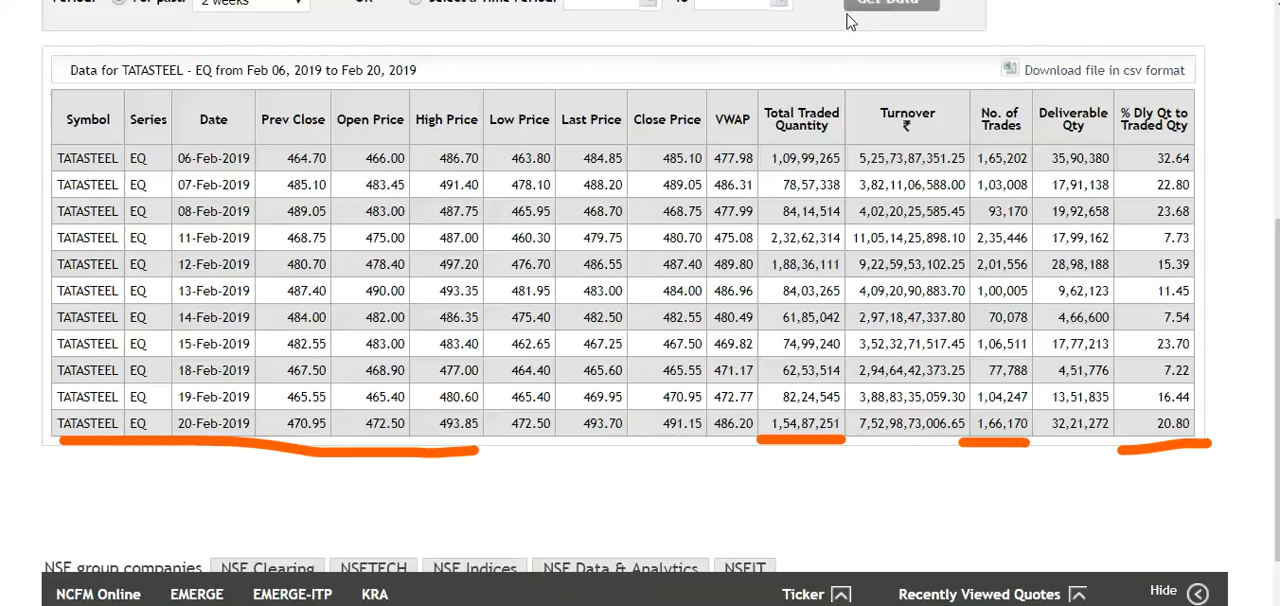 2 weeks
Data for TATASTEEL - EQ from Feb 06, 2019 to Feb 20, 2019 Download file in csv format
Symbol Series Date Prev Close Open Price High Price Low Price Last Price Close Price VWAP Total Traded Quantity Turnover ₹ No. of Trades Deliverable Qty % Dly Qt to Traded Qty
TATASTEEL EQ 06-Feb-2019 464.70 466.00 486.70 463.80 484.85 485.10 477.98 1,09,99,265 5,25,73,87,351.25 1,65,202 35,90,380 32.64
TATASTEEL EQ 07-Feb-2019 485.10 483.45 491.40 478.10 488.20 489.05 486.31 78,57,338 3,82,11,06,588.00 1,03,008 17,91,138 22.80
TATASTEEL EQ 08-Feb-2019 489.05 483.00 487.75 465.95 468.70 468.75 477.99 84,14,514 4,02,20,25,585.45 93,170 19,92,658 23.68
TATASTEEL EQ 11-Feb-2019 468.75 475.00 487.00 460.30 479.75 480.70 475.08 2,32,62,314 11,05,14,25,898.10 2,35,446 17,99,162 7.73
TATASTEEL EQ 12-Feb-2019 480.70 478.40 497.20 476.70 486.55 487.40 489.80 1,88,36,111 9,22,59,53,102.25 2,01,556 28,98,188 15.39
TATASTEEL EQ 13-Feb-2019 487.40 490.00 493.35 481.95 483.00 484.00 486.96 84,03,265 4,09,20,90,883.70 1,00,005 9,62,123 11.45
TATASTEEL EQ 14-Feb-2019 484.00 482.00 486.35 475.40 482.50 482.55 480.49 61,85,042 2,97,18,47,337.80 70,078 4,66,600 7.54
TATASTEEL EQ 15-Feb-2019 482.55 483.00 483.40 462.65 467.25 467.50 469.82 74,99,240 3,52,32,71,517.45 1,06,511 17,77,213 23.70
TATASTEEL EQ 18-Feb-2019 467.50 468.90 477.00 464.40 465.60 465.55 471.17 62,53,514 2,94,64,42,373.25 77,788 4,51,776 7.22
TATASTEEL EQ 19-Feb-2019 465.55 465.40 480.60 465.40 469.95 470.95 472.77 82,24,545 3,88,83,35,059.30 1,04,247 13,51,835 16.44
TATASTEEL EQ 20-Feb-2019 470.95 472.50 493.85 472.50 493.70 491.15 486.20 1,54,87,251 7,52,98,73,006.65 1,66,170 32,21,272 20.80
NSE group companies NSE Clearing NSETECH NSE Indices NSE Data & Analytics NSEIT
NCFM Online EMERGE EMERGE-ITP KRA Ticker Recently Viewed Quotes Hide